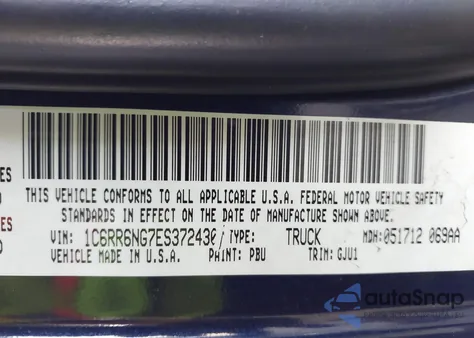 THIS VEHICLE CONFORMS TO ALL APPLICABLE U.S.A. FEDERAL MOTOR VEHICLE SAFETY
STANDARDS IN EFFECT ON THE DATE OF MANUFACTURE SHOWN ABOVE.
VIN: 1C6RR6NG7ES372430 TYPE: TRUCK MDH: 051712 069AA
VEHICLE MADE IN U.S.A. PAINT: PBU TRIM: GJU1
autoSnap